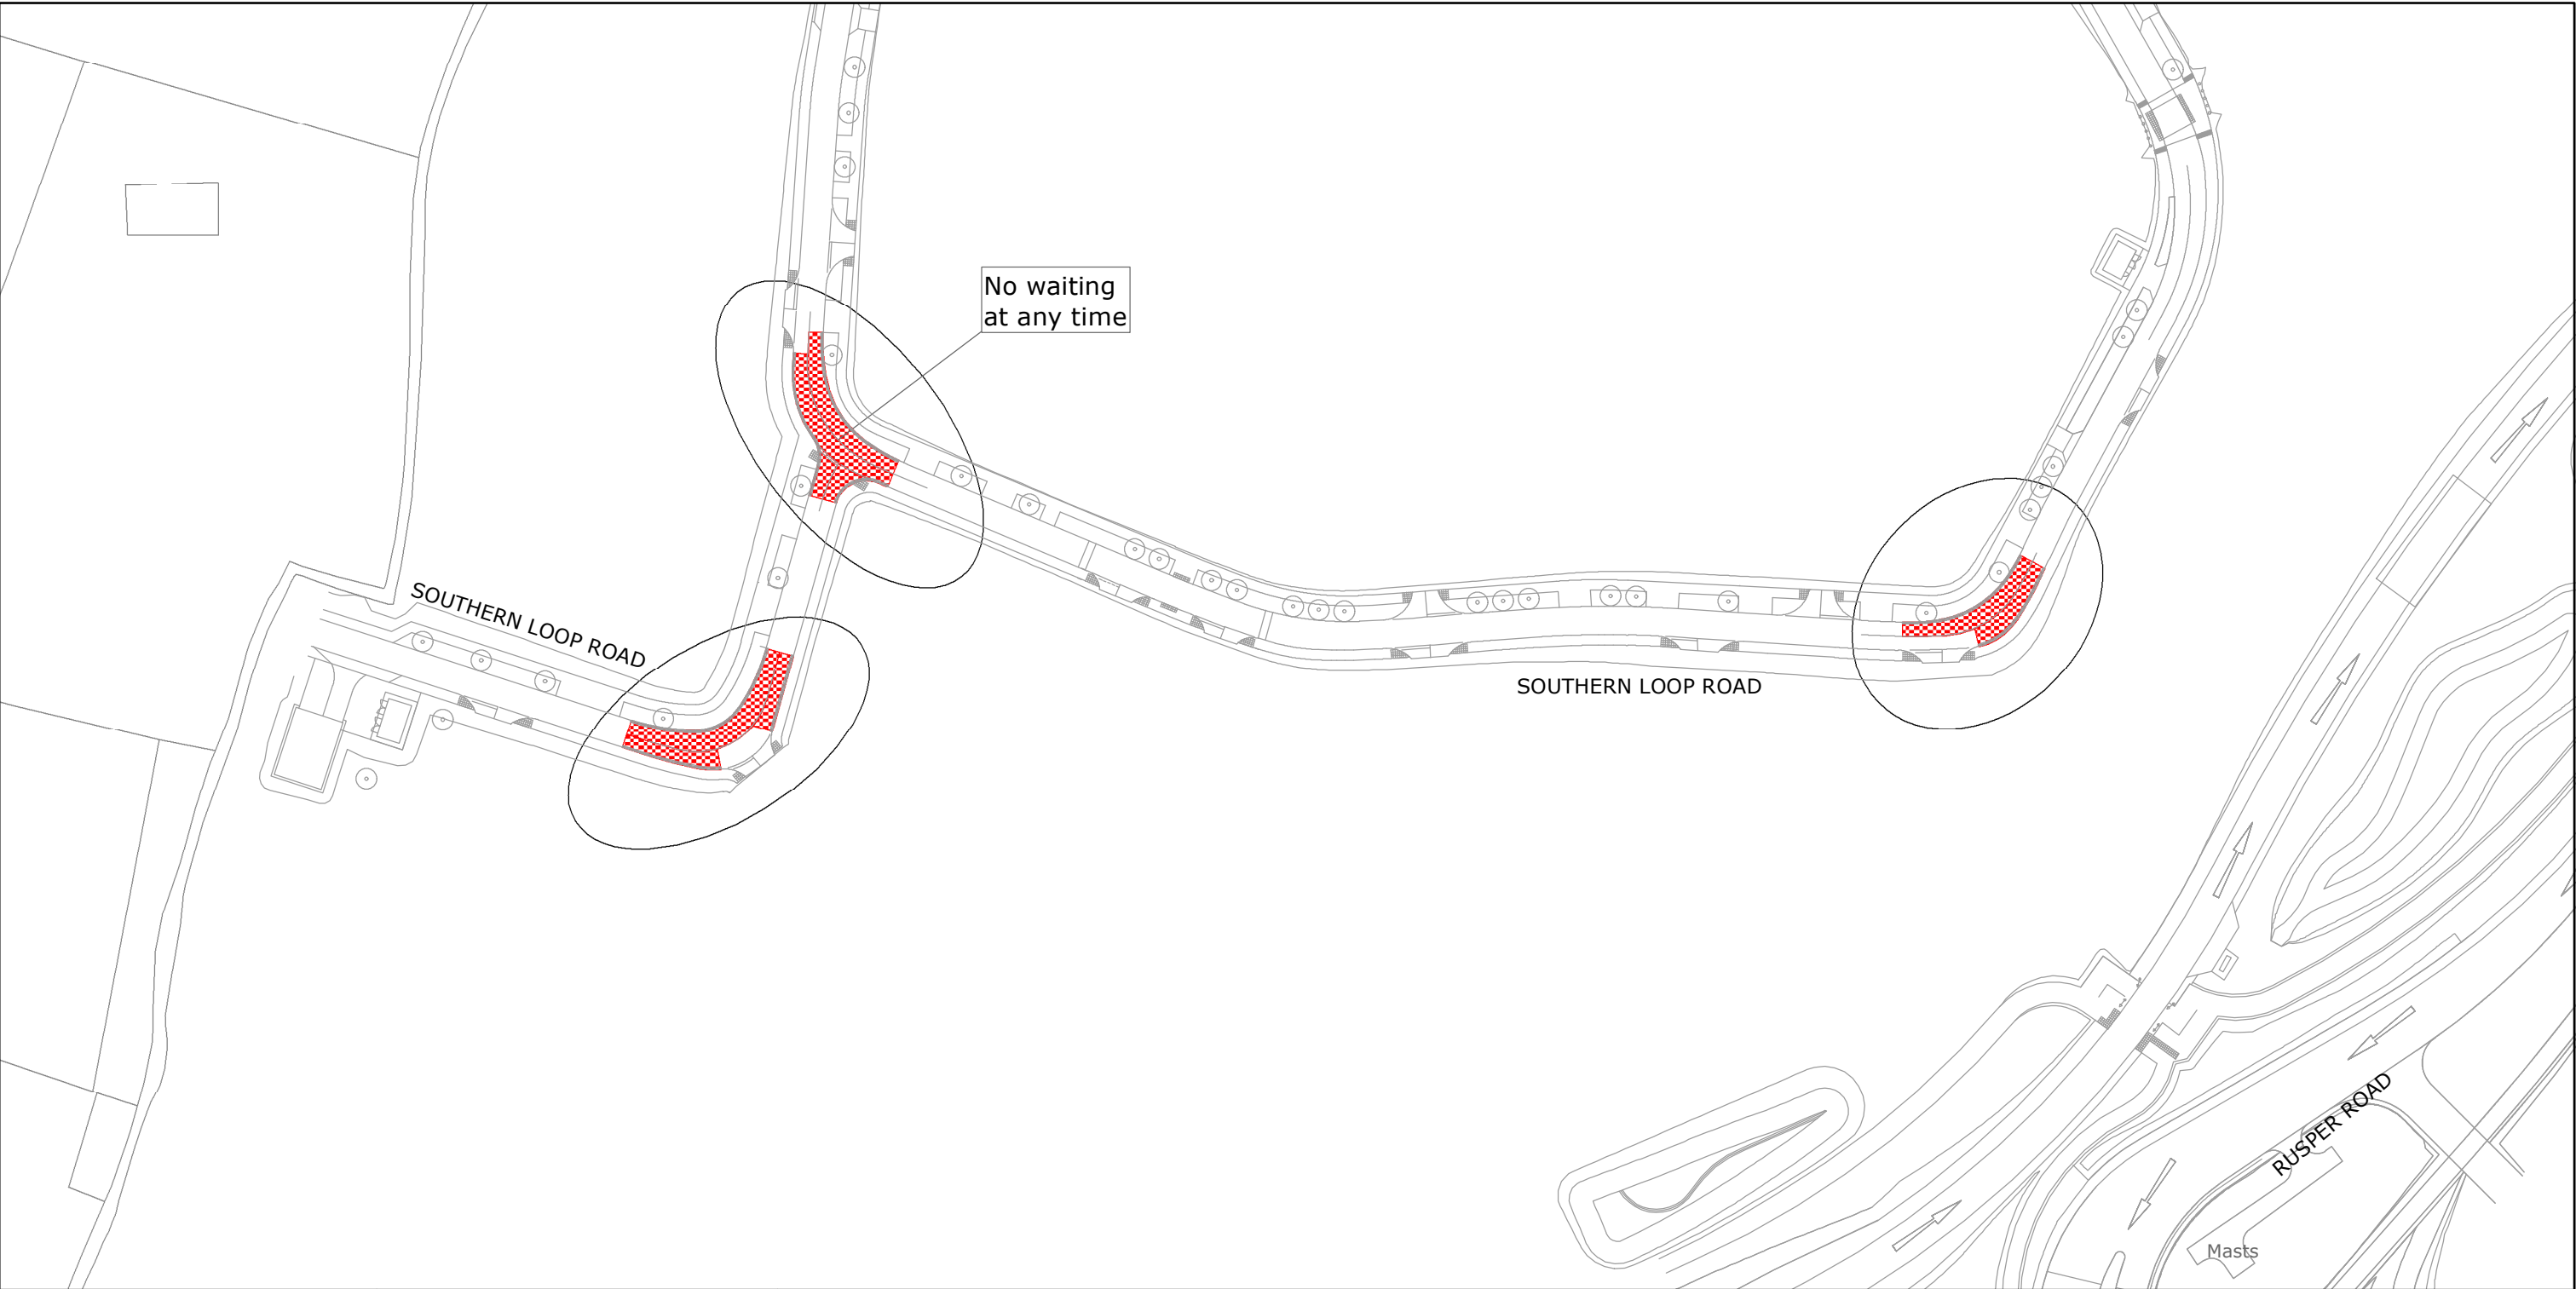 No waiting
at any time
SOUTHERN LOOP ROAD
SOUTHERN LOOP ROAD
RUSPER ROAD
Masts